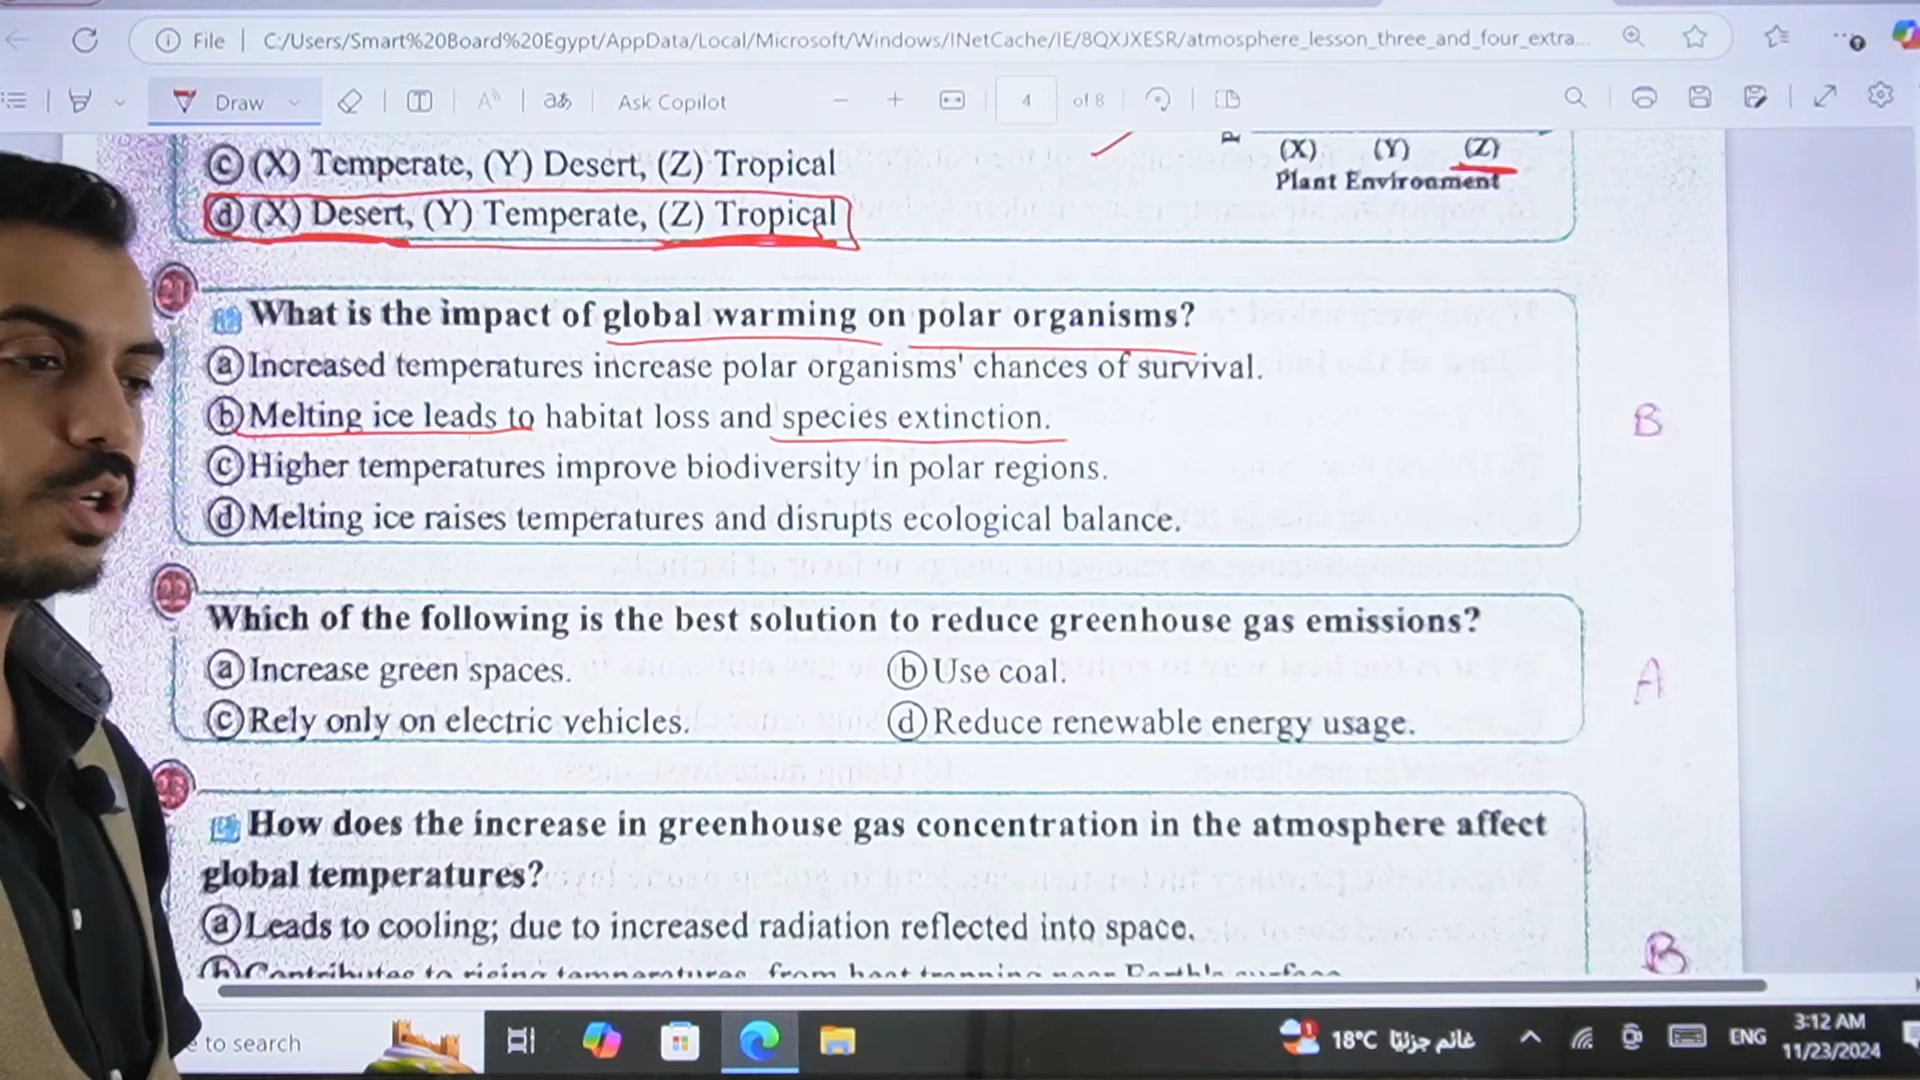 File
C:/Users/Smart%20Board%20Egypt/AppData/Local/Microsoft/Windows/INetCache/IE/8QXJXESR/atmosphere_lesson_three_and_four_extra...
Draw
aあ
Ask Copilot
4
of 8
(X) (Y) (Z)
Plant Environment
c (X) Temperate, (Y) Desert, (Z) Tropical
d (X) Desert, (Y) Temperate, (Z) Tropical
What is the impact of global warming on polar organisms?
a Increased temperatures increase polar organisms' chances of survival.
b Melting ice leads to habitat loss and species extinction.
B
c Higher temperatures improve biodiversity in polar regions.
d Melting ice raises temperatures and disrupts ecological balance.
Which of the following is the best solution to reduce greenhouse gas emissions?
a Increase green spaces.
b Use coal.
A
c Rely only on electric vehicles.
d Reduce renewable energy usage.
How does the increase in greenhouse gas concentration in the atmosphere affect
global temperatures?
a Leads to cooling; due to increased radiation reflected into space.
B
to search
1
18°C غائم جزئيًا
ENG
3:12 AM
11/23/2024